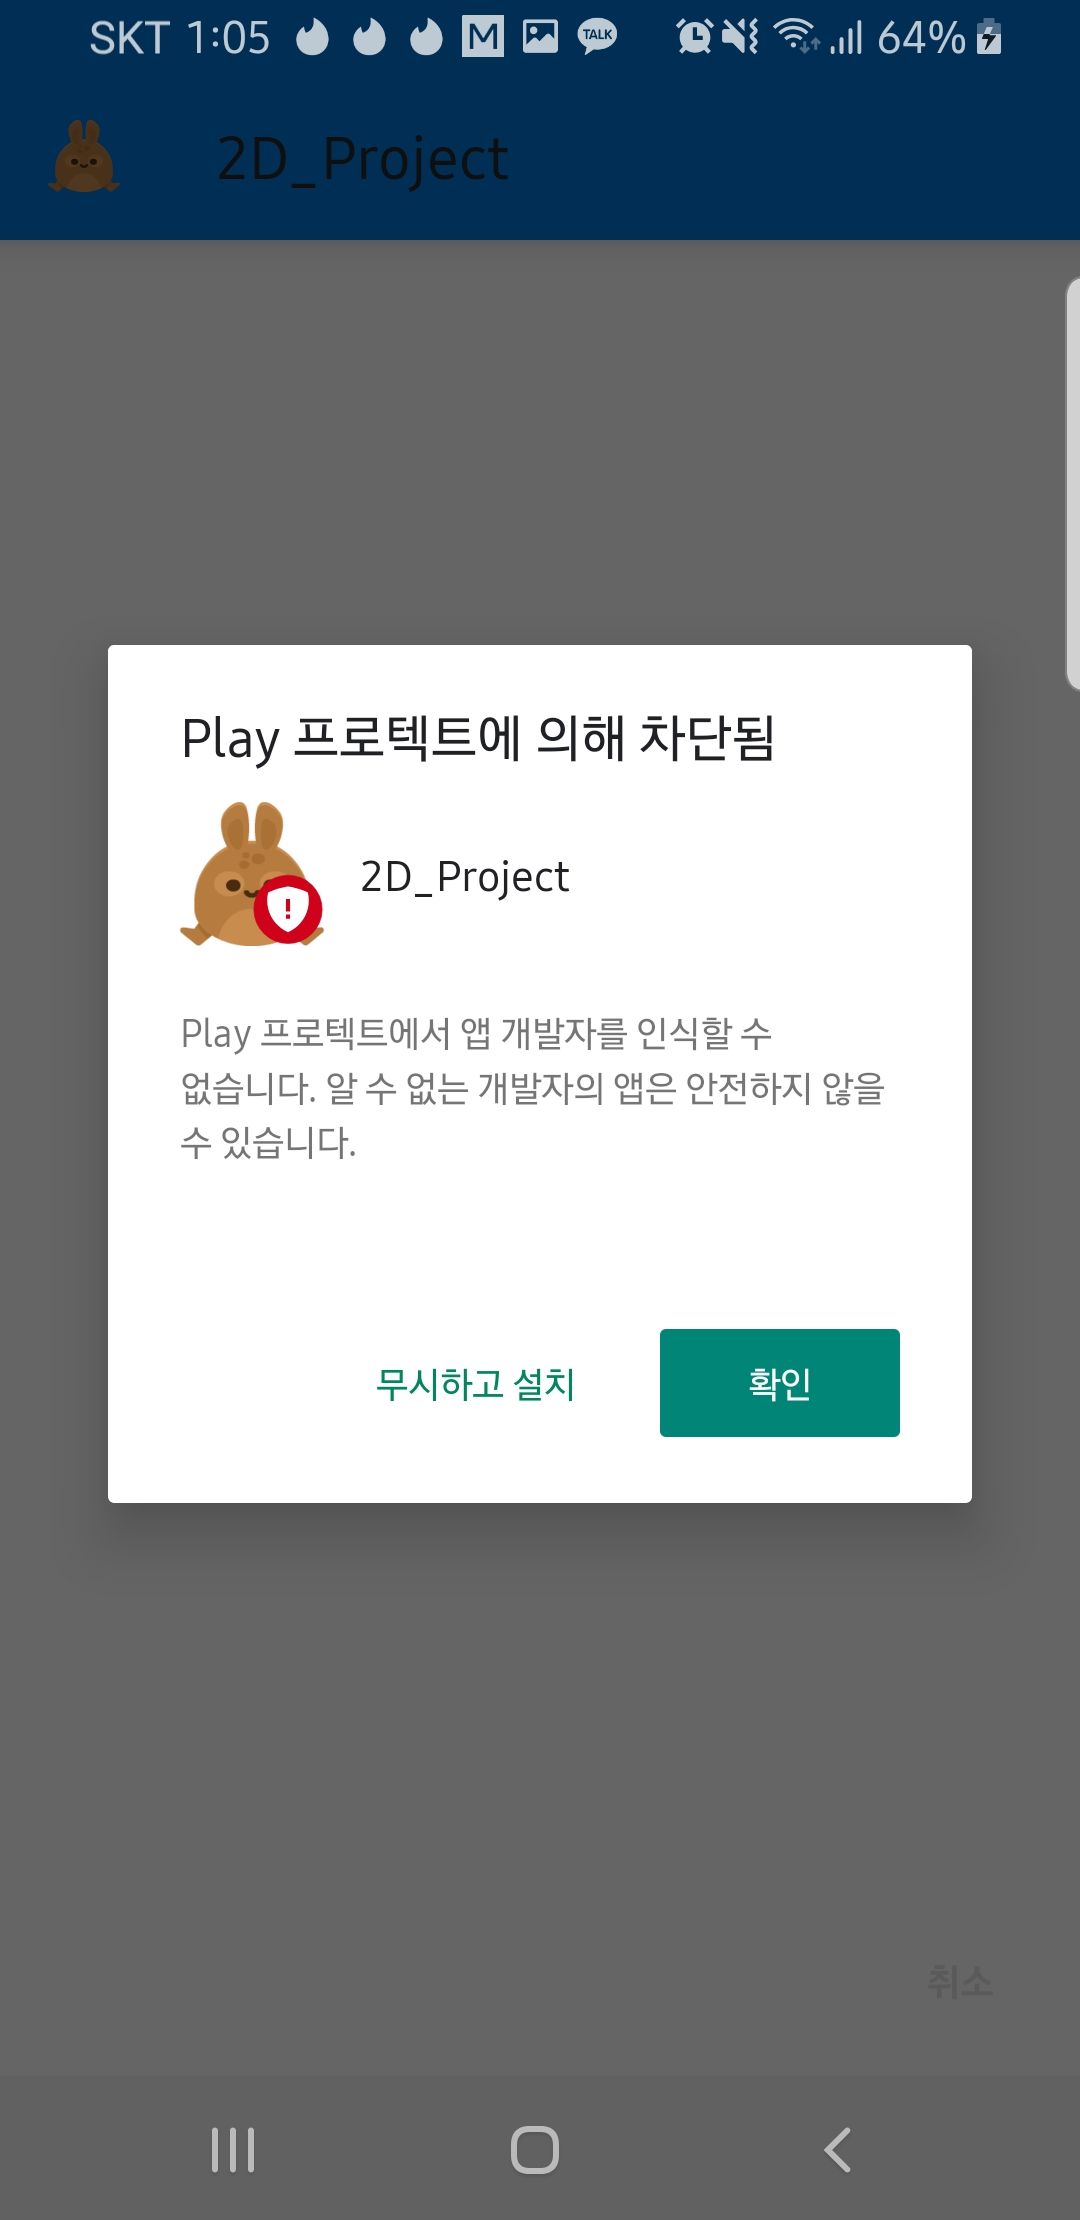 SKT 1:05 M TALK 64%
2D_Project
Play 프로텍트에 의해 차단됨
2D_Project
Play 프로텍트에서 앱 개발자를 인식할 수
없습니다. 알 수 없는 개발자의 앱은 안전하지 않을
수 있습니다.
무시하고 설치 확인
취소